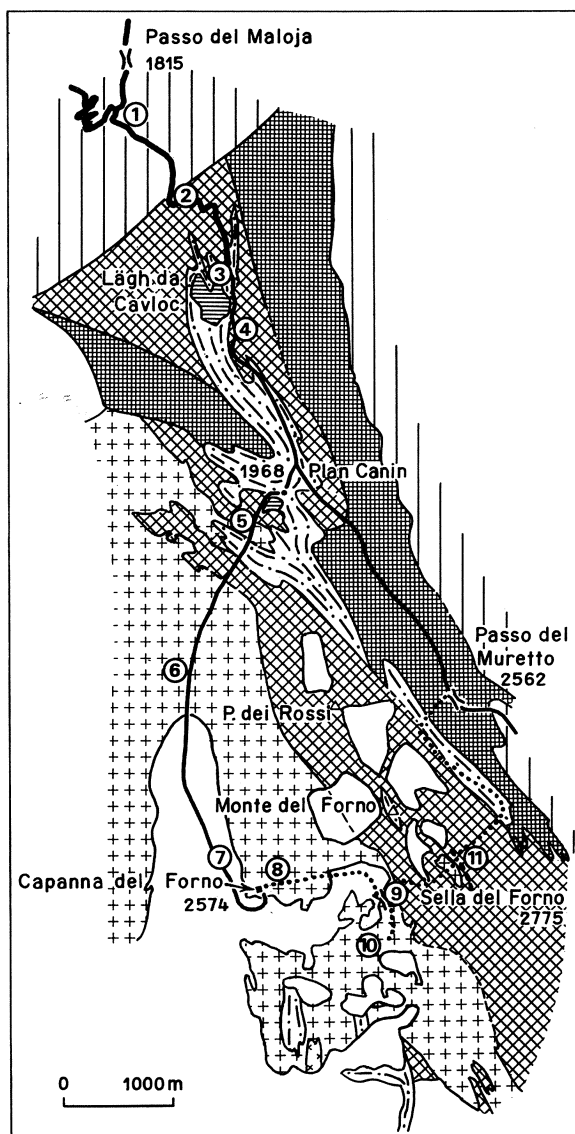 Passo del Maloja
1815
1
2
3
Lägh da
Cavloc
4
1968 Plan Canin
5
Passo del
Muretto
2562
6
P. dei Rossi
Monte del Forno
7
8
11
Capanna del Forno
2574
9
Sella del Forno
2775
10
0 1000 m